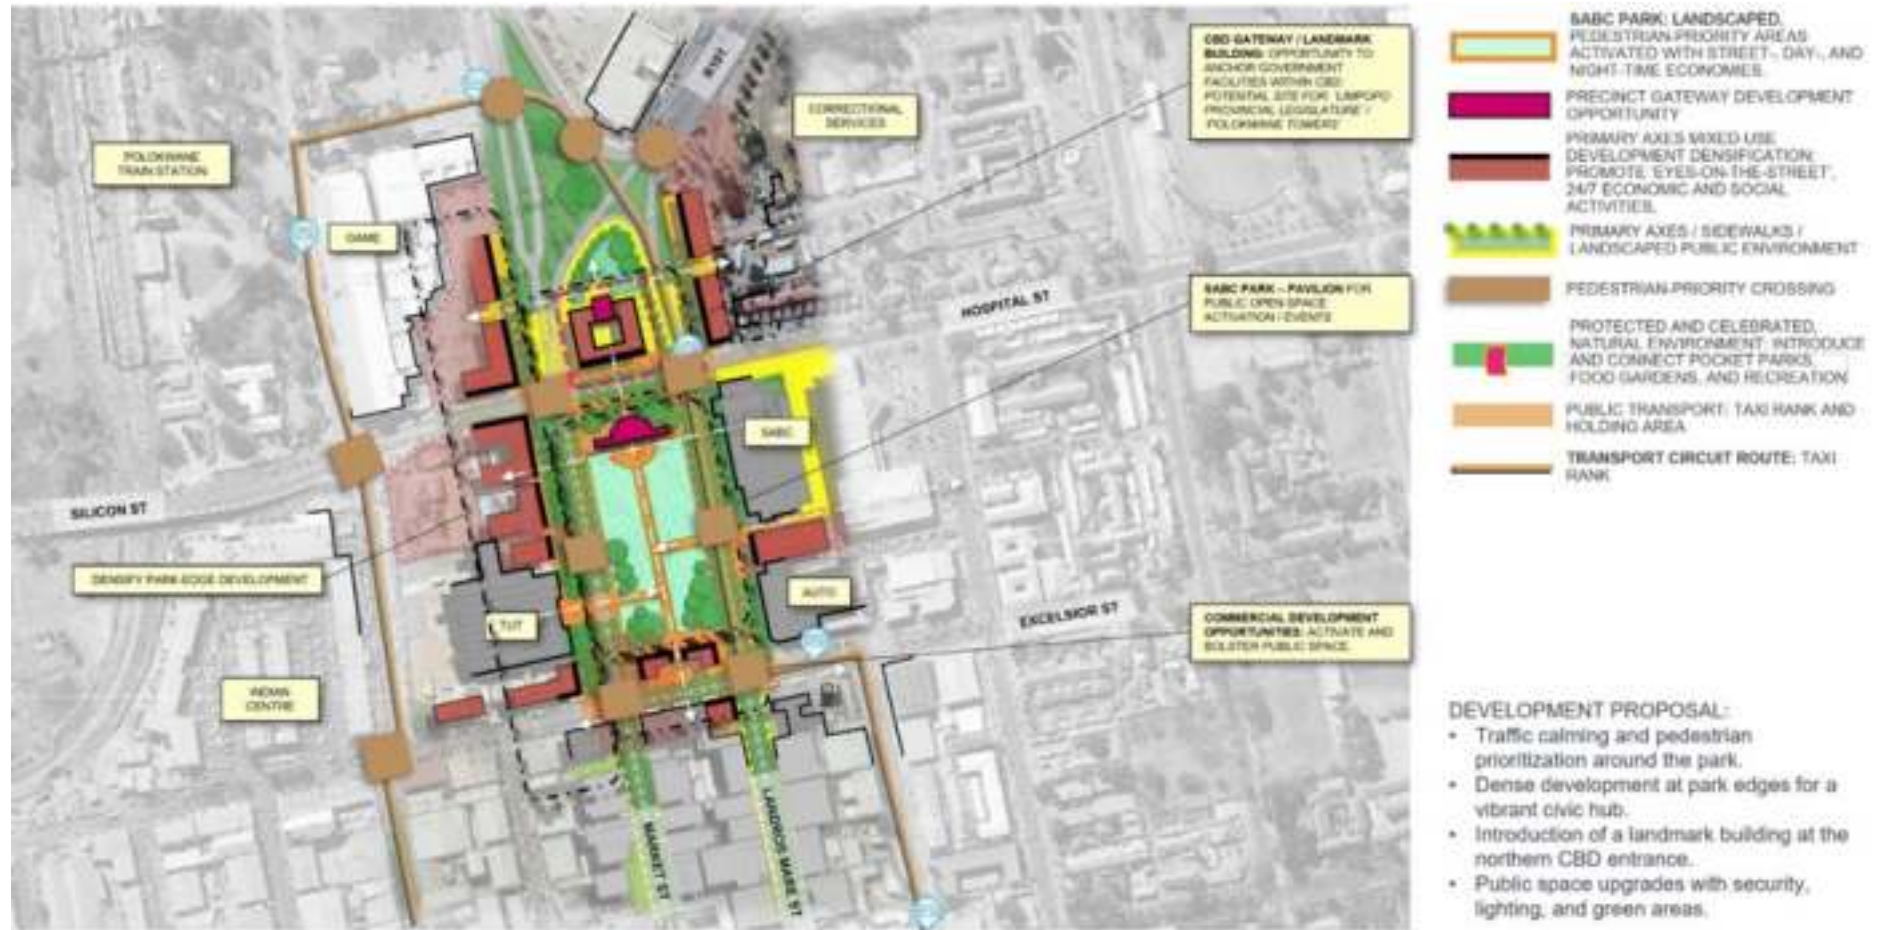 POLOKWANE
TRAIN STATION
GAME
CORRECTIONAL
SERVICES
R101
CBD GATEWAY / LANDMARK
BUILDING: OPPORTUNITY TO
ANCHOR GOVERNMENT
FACILITIES WITHIN CBD.
POTENTIAL SITE FOR 'LIMPOPO
PROVINCIAL LEGISLATURE' /
'POLOKWANE TOWERS'
HOSPITAL ST
SABC PARK – PAVILION FOR
PUBLIC OPEN SPACE
ACTIVATION / EVENTS
SABC
SILICON ST
DENSIFY PARK-EDGE DEVELOPMENT
TUT
AUTO
EXCELSIOR ST
COMMERCIAL DEVELOPMENT
OPPORTUNITIES: ACTIVATE AND
BOLSTER PUBLIC SPACE.
CENTRE
MARKET ST
LANDROS MARE ST
SABC PARK: LANDSCAPED,
PEDESTRIAN-PRIORITY AREAS
ACTIVATED WITH STREET-, DAY-, AND
NIGHT-TIME ECONOMIES.
PRECINCT GATEWAY DEVELOPMENT
OPPORTUNITY
PRIMARY AXES MIXED USE
DEVELOPMENT DENSIFICATION:
PROMOTE 'EYES-ON-THE-STREET',
24/7 ECONOMIC AND SOCIAL
ACTIVITIES.
PRIMARY AXES / SIDEWALKS /
LANDSCAPED PUBLIC ENVIRONMENT
PEDESTRIAN-PRIORITY CROSSING
PROTECTED AND CELEBRATED,
NATURAL ENVIRONMENT: INTRODUCE
AND CONNECT POCKET PARKS,
FOOD GARDENS, AND RECREATION
PUBLIC TRANSPORT: TAXI RANK AND
HOLDING AREA
TRANSPORT CIRCUIT ROUTE: TAXI
RANK
DEVELOPMENT PROPOSAL:
• Traffic calming and pedestrian
prioritization around the park.
• Dense development at park edges for a
vibrant civic hub.
• Introduction of a landmark building at the
northern CBD entrance.
• Public space upgrades with security,
lighting, and green areas.